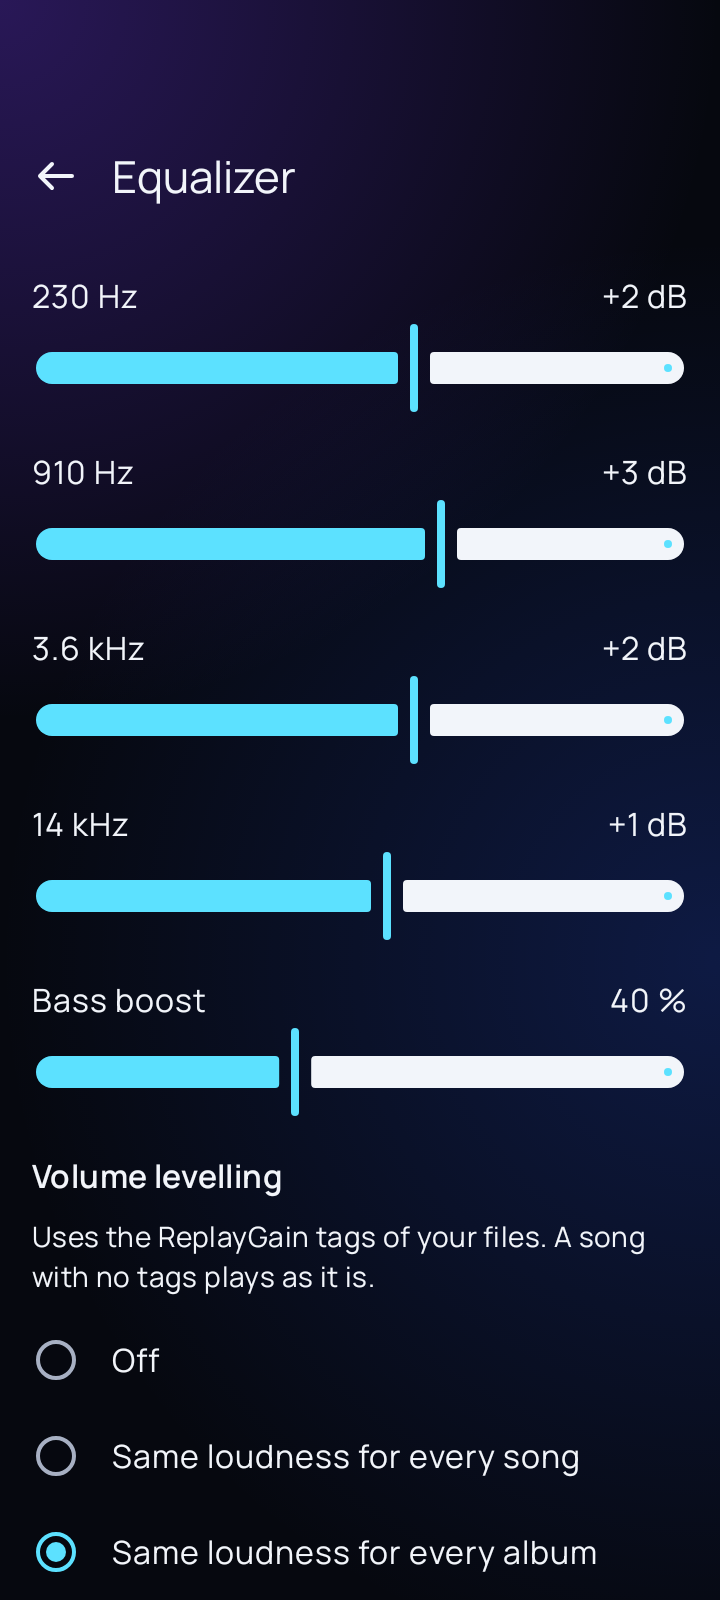 Equalizer
230 Hz +2 dB
910 Hz +3 dB
3.6 kHz +2 dB
14 kHz +1 dB
Bass boost 40 %
Volume levelling
Uses the ReplayGain tags of your files. A song
with no tags plays as it is.
Off
Same loudness for every song
Same loudness for every album